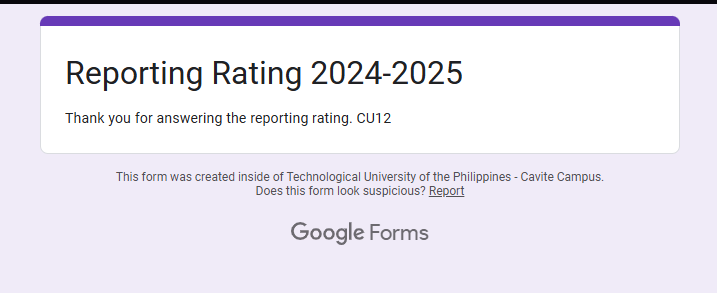 Reporting Rating 2024-2025
Thank you for answering the reporting rating. CU12
This form was created inside of Technological University of the Philippines - Cavite Campus.
Does this form look suspicious? Report
Google Forms